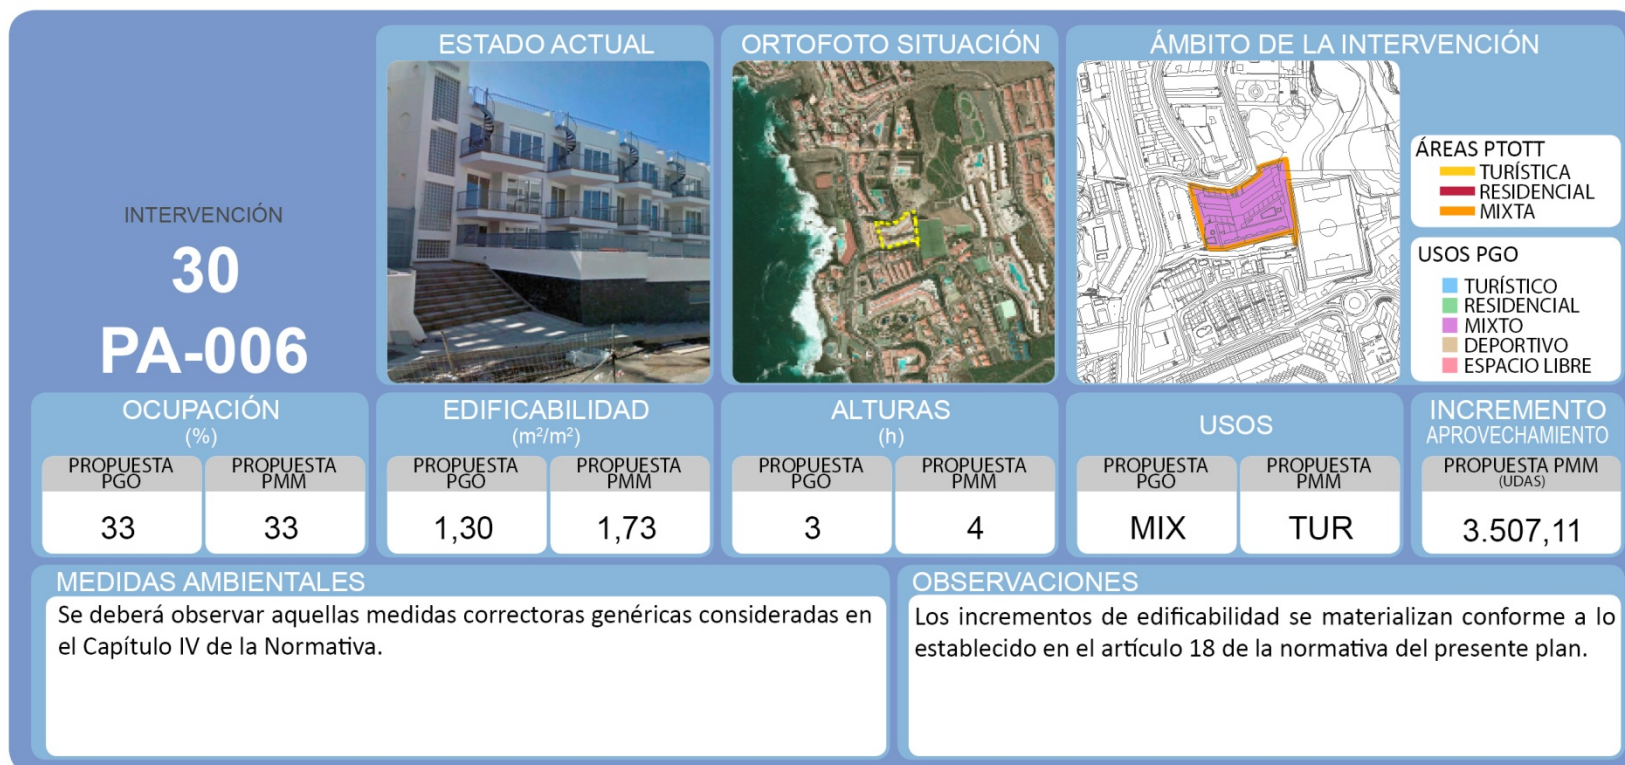 INTERVENCIÓN
30
PA-006
ESTADO ACTUAL
ORTOFOTO SITUACIÓN
ÁMBITO DE LA INTERVENCIÓN
ÁREAS PTOTT
TURÍSTICA
RESIDENCIAL
MIXTA
USOS PGO
TURÍSTICO
RESIDENCIAL
MIXTO
DEPORTIVO
ESPACIO LIBRE
OCUPACIÓN
(%)
PROPUESTA PGO
PROPUESTA PMM
33
33
EDIFICABILIDAD
(m²/m²)
PROPUESTA PGO
PROPUESTA PMM
1,30
1,73
ALTURAS
(h)
PROPUESTA PGO
PROPUESTA PMM
3
4
USOS
PROPUESTA PGO
PROPUESTA PMM
MIX
TUR
INCREMENTO
APROVECHAMIENTO
PROPUESTA PMM
(UDAS)
3.507,11
MEDIDAS AMBIENTALES
Se deberá observar aquellas medidas correctoras genéricas consideradas en
el Capítulo IV de la Normativa.
OBSERVACIONES
Los incrementos de edificabilidad se materializan conforme a lo
establecido en el artículo 18 de la normativa del presente plan.